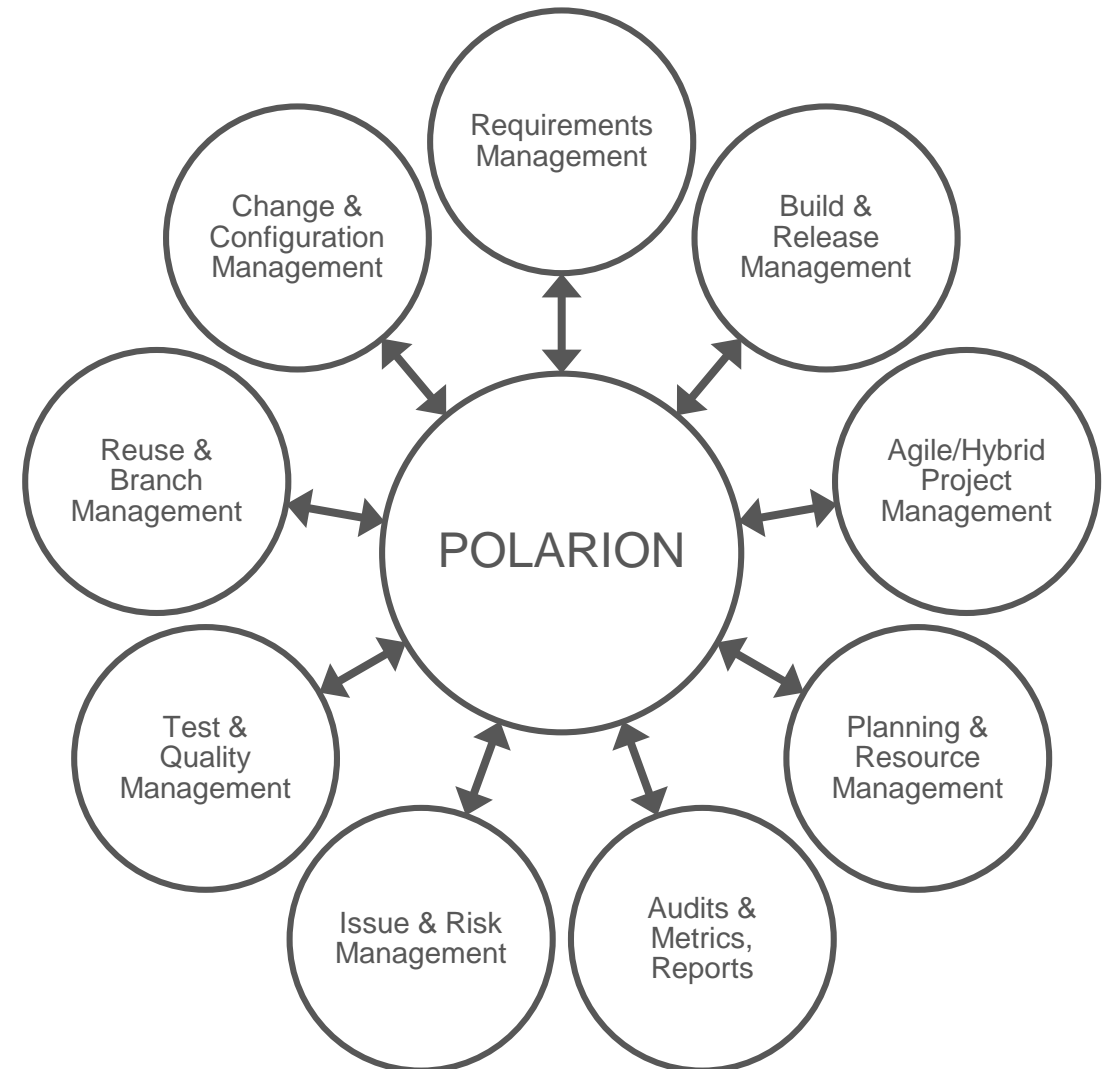 Requirements
Management
Change &
Configuration
Management
Build &
Release
Management
Reuse &
Branch
Management
Agile/Hybrid
Project
Management
POLARION
Test &
Quality
Management
Planning &
Resource
Management
Issue & Risk
Management
Audits &
Metrics,
Reports